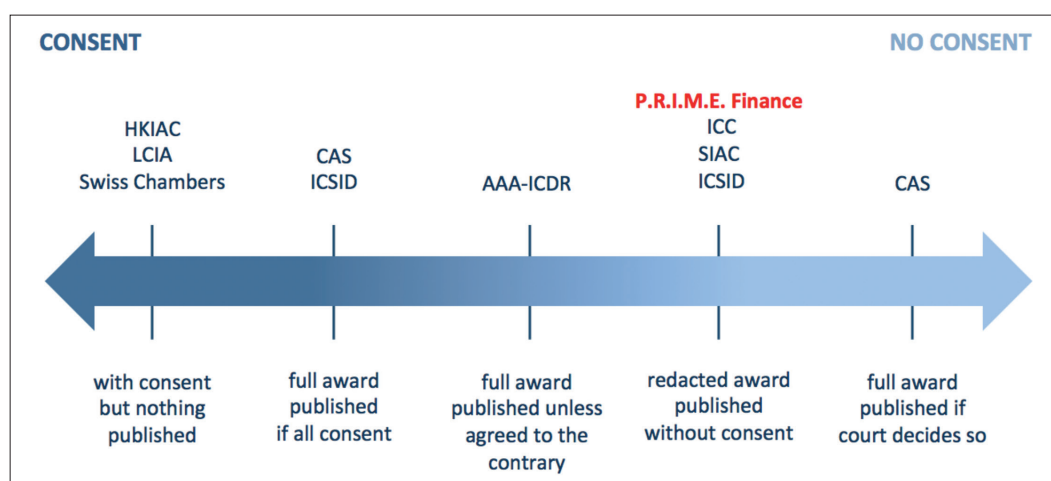 CONSENT
NO CONSENT
HKIAC
LCIA
Swiss Chambers
CAS
ICSID
AAA-ICDR
P.R.I.M.E. Finance
ICC
SIAC
ICSID
CAS
with consent
but nothing
published
full award
published
if all consent
full award
published unless
agreed to the
contrary
redacted award
published
without consent
full award
published if
court decides so